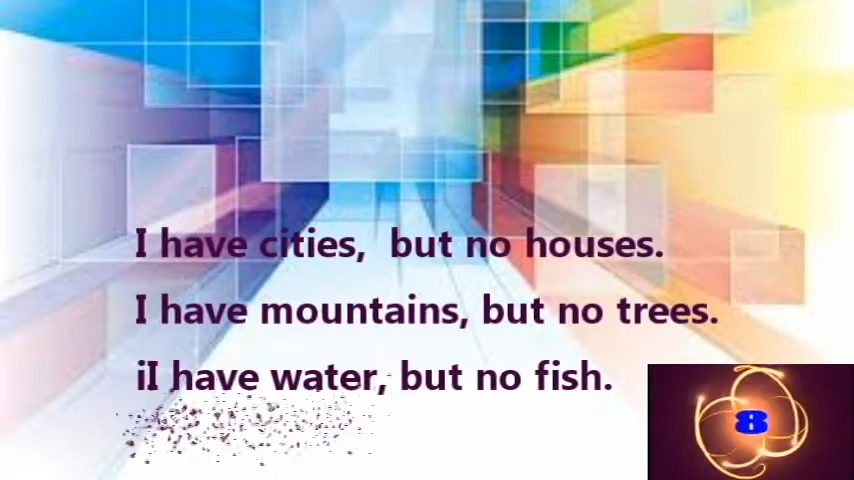 I have cities, but no houses.
I have mountains, but no trees.
iI have water, but no fish.
8